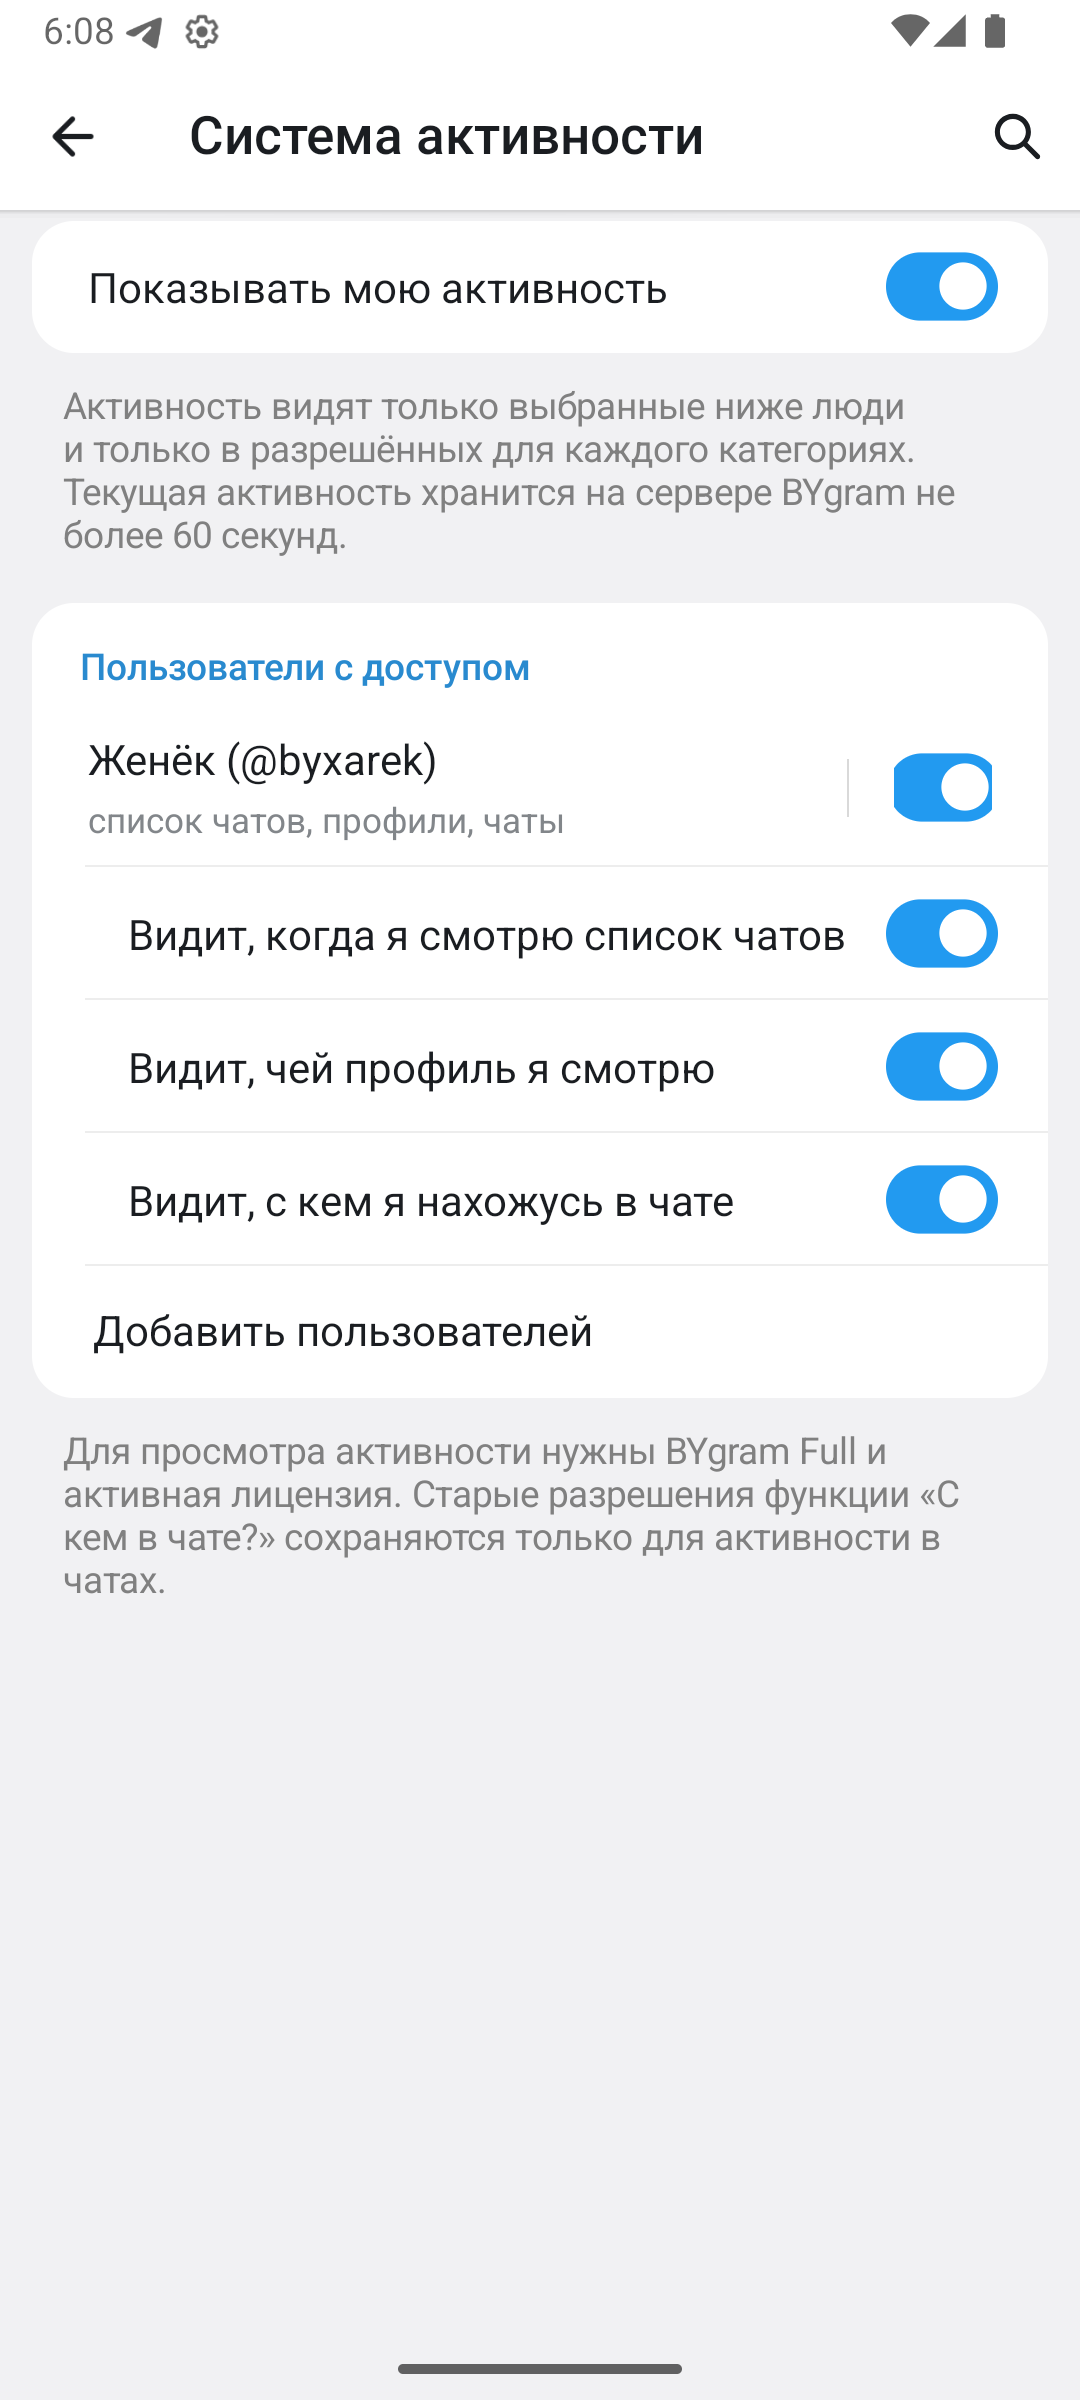 6:08
Система активности
Показывать мою активность
Активность видят только выбранные ниже люди
и только в разрешённых для каждого категориях.
Текущая активность хранится на сервере BYgram не
более 60 секунд.
Пользователи с доступом
Женёк (@byxarek)
список чатов, профили, чаты
Видит, когда я смотрю список чатов
Видит, чей профиль я смотрю
Видит, с кем я нахожусь в чате
Добавить пользователей
Для просмотра активности нужны BYgram Full и
активная лицензия. Старые разрешения функции «С
кем в чате?» сохраняются только для активности в
чатах.